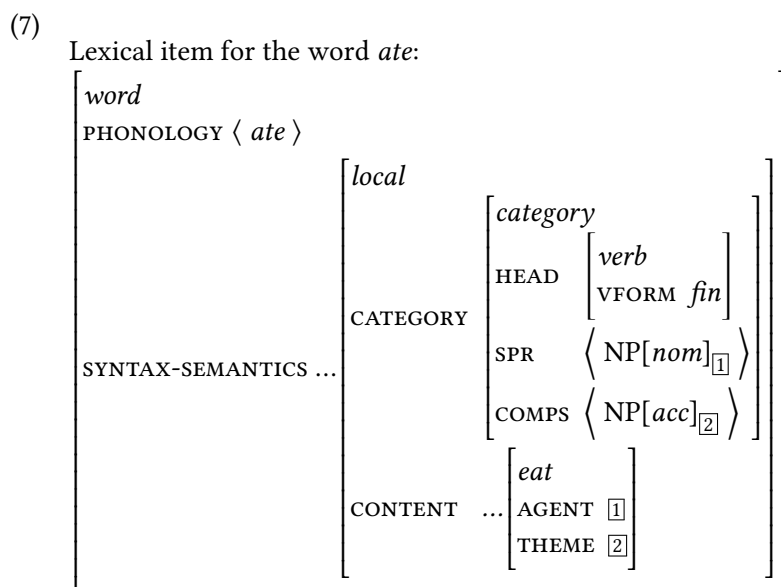 (7)
Lexical item for the word ate:
word
PHONOLOGY ⟨ ate ⟩
local
category
verb
HEAD
VFORM fin
CATEGORY
SPR ⟨ NP[nom]1 ⟩
SYNTAX-SEMANTICS ...
COMPS ⟨ NP[acc]2 ⟩
eat
CONTENT ... AGENT 1
THEME 2